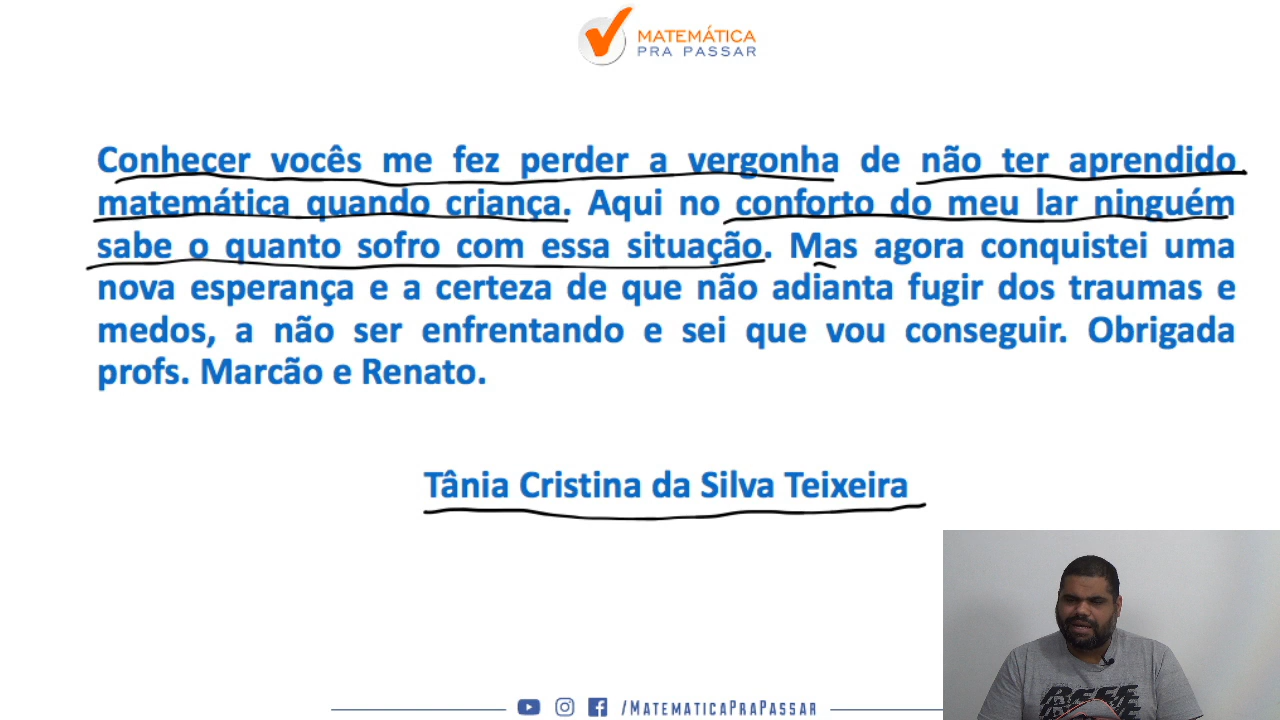 MATEMÁTICA
PRA PASSAR
Conhecer vocês me fez perder a vergonha de não ter aprendido
matemática quando criança. Aqui no conforto do meu lar ninguém
sabe o quanto sofro com essa situação. Mas agora conquistei uma
nova esperança e a certeza de que não adianta fugir dos traumas e
medos, a não ser enfrentando e sei que vou conseguir. Obrigada
profs. Marcão e Renato.
Tânia Cristina da Silva Teixeira
/MATEMATICAPRAPASSAR